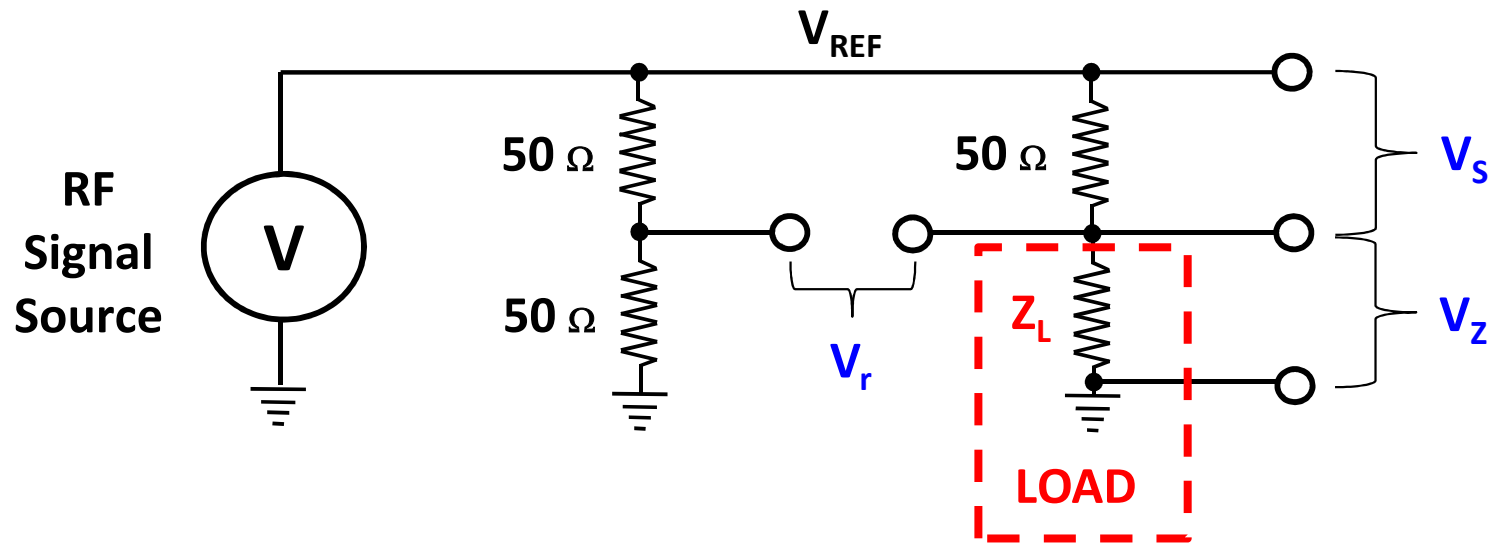 V_REF
50 Ω
50 Ω
V_S
RF
Signal
Source
V
50 Ω
Z_L
V_Z
V_r
LOAD